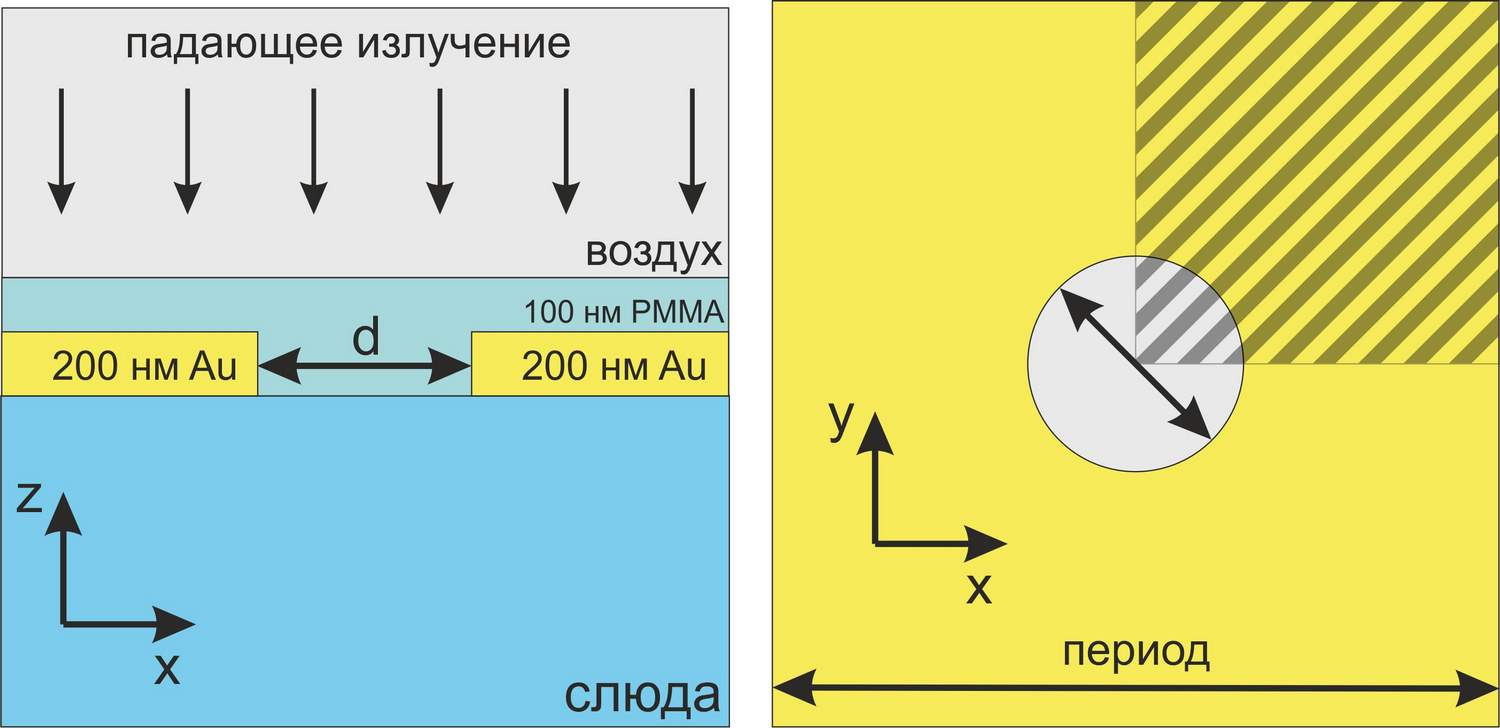 падающее излучение
воздух
100 нм PMMA
d
200 нм Au
200 нм Au
z
x
слюда
y
x
период